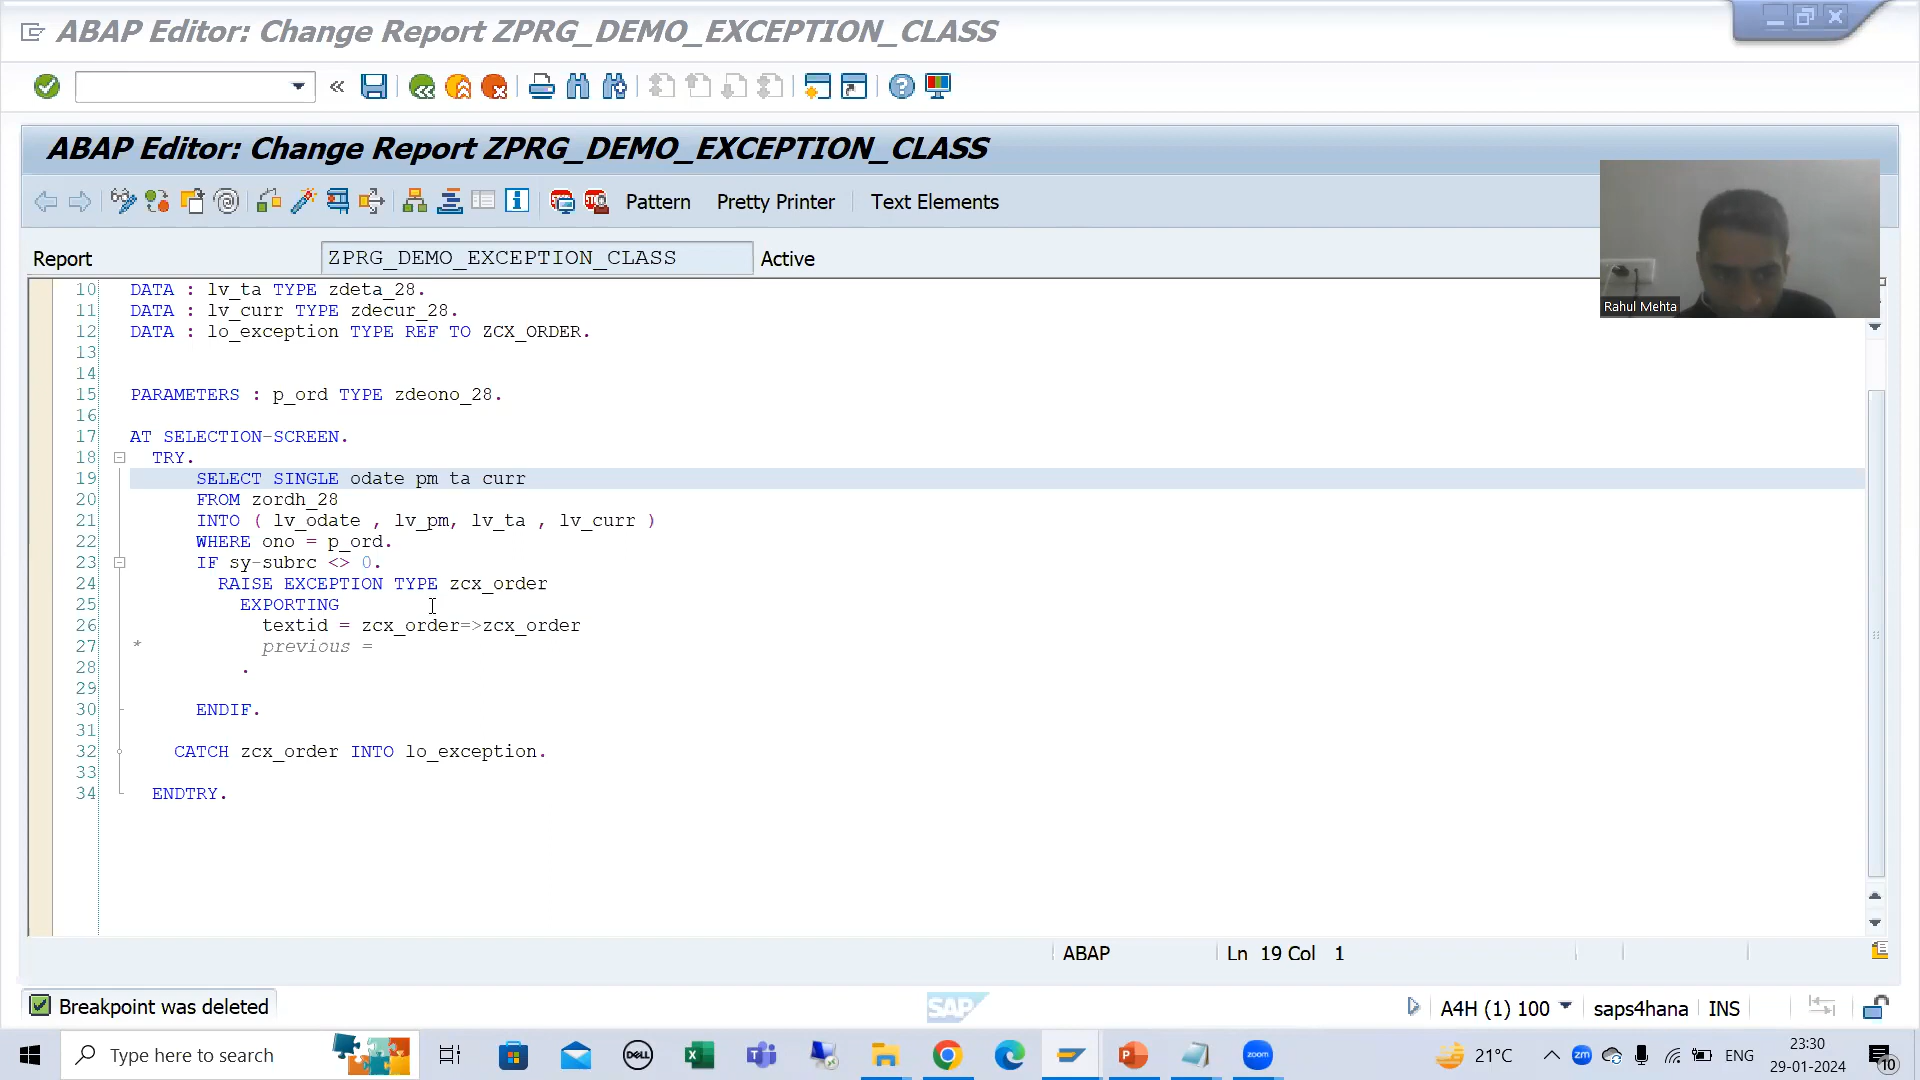 ABAP Editor: Change Report ZPRG_DEMO_EXCEPTION_CLASS
ABAP Editor: Change Report ZPRG_DEMO_EXCEPTION_CLASS
Pattern Pretty Printer Text Elements
Report ZPRG_DEMO_EXCEPTION_CLASS Active
Rahul Mehta
10 DATA : lv_ta TYPE zdeta_28.
11 DATA : lv_curr TYPE zdecur_28.
12 DATA : lo_exception TYPE REF TO ZCX_ORDER.
13
14
15 PARAMETERS : p_ord TYPE zdeono_28.
16
17 AT SELECTION-SCREEN.
18 TRY.
19 SELECT SINGLE odate pm ta curr
20 FROM zordh_28
21 INTO ( lv_odate , lv_pm, lv_ta , lv_curr )
22 WHERE ono = p_ord.
23 IF sy-subrc <> 0.
24 RAISE EXCEPTION TYPE zcx_order
25 EXPORTING
26 textid = zcx_order=>zcx_order
27 * previous =
28 .
29
30 ENDIF.
31
32 CATCH zcx_order INTO lo_exception.
33
34 ENDTRY.
ABAP Ln 19 Col 1
Breakpoint was deleted SAP A4H (1) 100 saps4hana INS
Type here to search DELL zoom 21°C zm ENG 23:30
29-01-2024 10